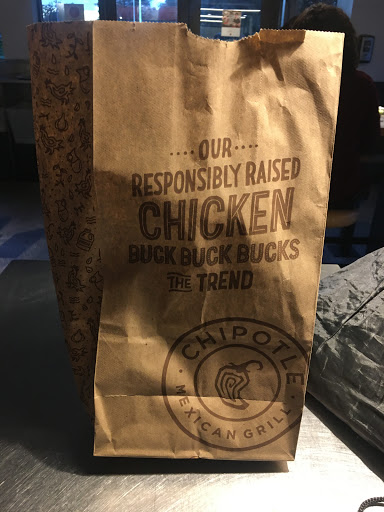 OUR
RESPONSIBLY RAISED
CHICKEN
BUCK BUCK BUCKS
THE TREND
CHIPOTLE
MEXICAN GRILL